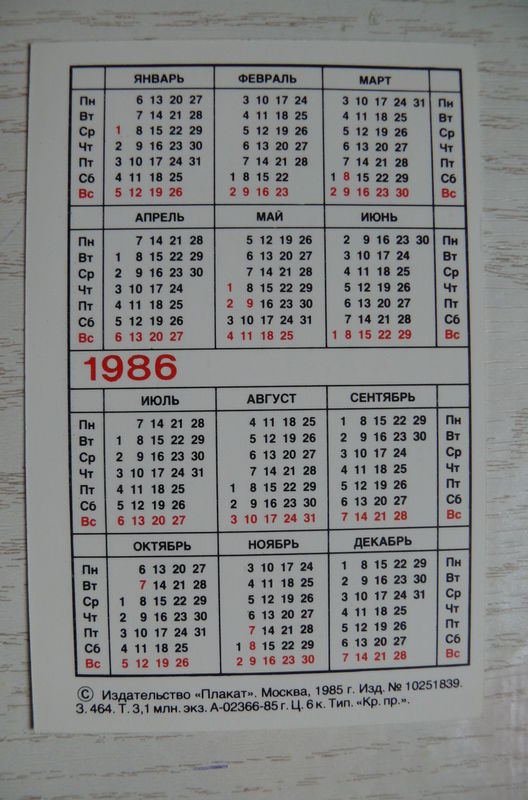 ЯНВАРЬ ФЕВРАЛЬ МАРТ
Пн 6 13 20 27 3 10 17 24 3 10 17 24 31 Пн
Вт 7 14 21 28 4 11 18 25 4 11 18 25 Вт
Ср 1 8 15 22 29 5 12 19 26 5 12 19 26 Ср
Чт 2 9 16 23 30 6 13 20 27 6 13 20 27 Чт
Пт 3 10 17 24 31 7 14 21 28 7 14 21 28 Пт
Сб 4 11 18 25 1 8 15 22 1 8 15 22 29 Сб
Вс 5 12 19 26 2 9 16 23 2 9 16 23 30 Вс
АПРЕЛЬ МАЙ ИЮНЬ
Пн 7 14 21 28 5 12 19 26 2 9 16 23 30 Пн
Вт 1 8 15 22 29 6 13 20 27 3 10 17 24 Вт
Ср 2 9 16 23 30 7 14 21 28 4 11 18 25 Ср
Чт 3 10 17 24 1 8 15 22 29 5 12 19 26 Чт
Пт 4 11 18 25 2 9 16 23 30 6 13 20 27 Пт
Сб 5 12 19 26 3 10 17 24 31 7 14 21 28 Сб
Вс 6 13 20 27 4 11 18 25 1 8 15 22 29 Вс
1986
ИЮЛЬ АВГУСТ СЕНТЯБРЬ
Пн 7 14 21 28 4 11 18 25 1 8 15 22 29 Пн
Вт 1 8 15 22 29 5 12 19 26 2 9 16 23 30 Вт
Ср 2 9 16 23 30 6 13 20 27 3 10 17 24 Ср
Чт 3 10 17 24 31 7 14 21 28 4 11 18 25 Чт
Пт 4 11 18 25 1 8 15 22 29 5 12 19 26 Пт
Сб 5 12 19 26 2 9 16 23 30 6 13 20 27 Сб
Вс 6 13 20 27 3 10 17 24 31 7 14 21 28 Вс
ОКТЯБРЬ НОЯБРЬ ДЕКАБРЬ
Пн 6 13 20 27 3 10 17 24 1 8 15 22 29 Пн
Вт 7 14 21 28 4 11 18 25 2 9 16 23 30 Вт
Ср 1 8 15 22 29 5 12 19 26 3 10 17 24 31 Ср
Чт 2 9 16 23 30 6 13 20 27 4 11 18 25 Чт
Пт 3 10 17 24 31 7 14 21 28 5 12 19 26 Пт
Сб 4 11 18 25 1 8 15 22 29 6 13 20 27 Сб
Вс 5 12 19 26 2 9 16 23 30 7 14 21 28 Вс
© Издательство «Плакат». Москва, 1985 г. Изд. № 10251839.
З. 464. Т. 3,1 млн. экз. А-02366-85 г. Ц. 6 к. Тип. «Кр. пр.».